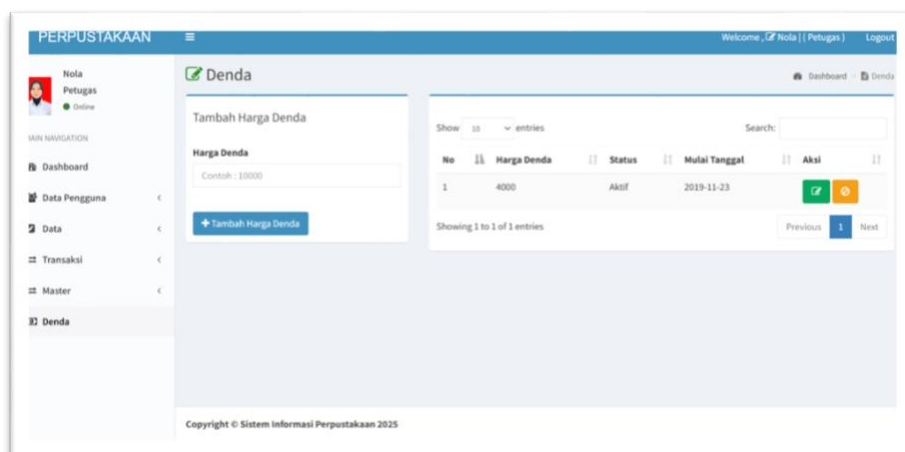 PERPUSTAKAAN
Welcome, Nola | ( Petugas )
Logout
Nola
Petugas
Online
MAIN NAVIGATION
Dashboard
Data Pengguna
Data
Transaksi
Master
Denda
Denda
Dashboard > Denda
Tambah Harga Denda
Harga Denda
Contoh : 10000
+ Tambah Harga Denda
Show 10 entries
Search:
No Harga Denda Status Mulai Tanggal Aksi
1 4000 Aktif 2019-11-23
Showing 1 to 1 of 1 entries
Previous 1 Next
Copyright © Sistem Informasi Perpustakaan 2025